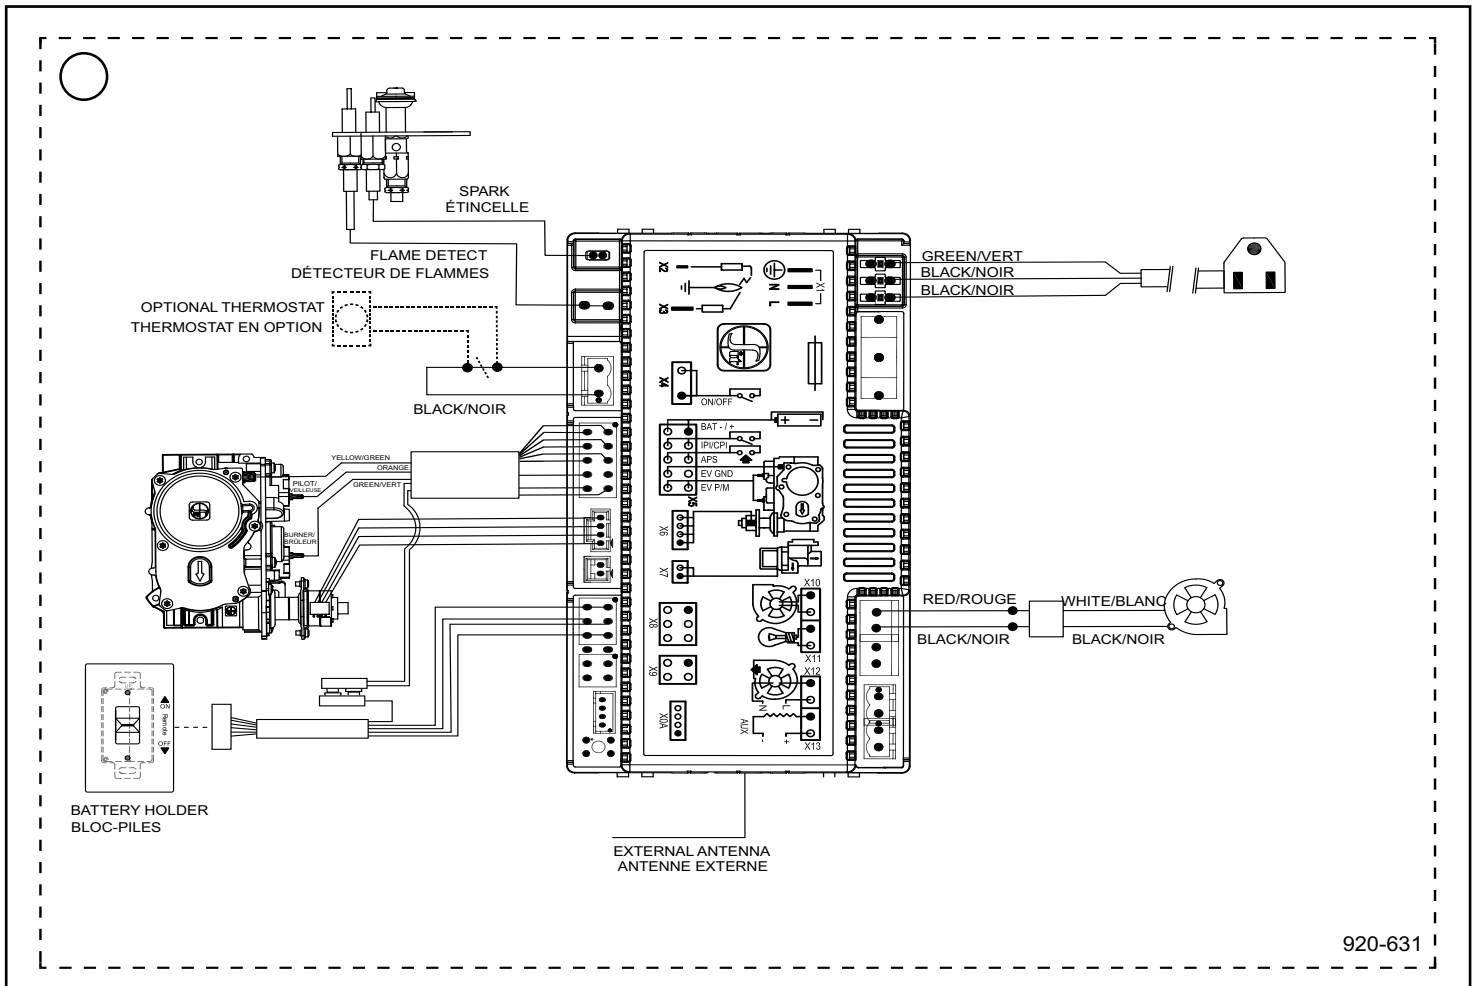 SPARK
ÉTINCELLE
FLAME DETECT
DÉTECTEUR DE FLAMMES
OPTIONAL THERMOSTAT
THERMOSTAT EN OPTION
BLACK/NOIR
YELLOW/GREEN
ORANGE
GREEN/VERT
PILOT/
VEILLEUSE
BURNER/
BRÛLEUR
ON
Remote
OFF
BATTERY HOLDER
BLOC-PILES
X2
X3
N
L
X1
X4
ON/OFF
BAT - / +
IPI/CPI
APS
EV GND
EV P/M
X5
X6
X7
X8
X9
X0A
X10
X11
X12
N
L
AUX
- +
X13
GREEN/VERT
BLACK/NOIR
BLACK/NOIR
RED/ROUGE
WHITE/BLANC
BLACK/NOIR
BLACK/NOIR
EXTERNAL ANTENNA
ANTENNE EXTERNE
920-631